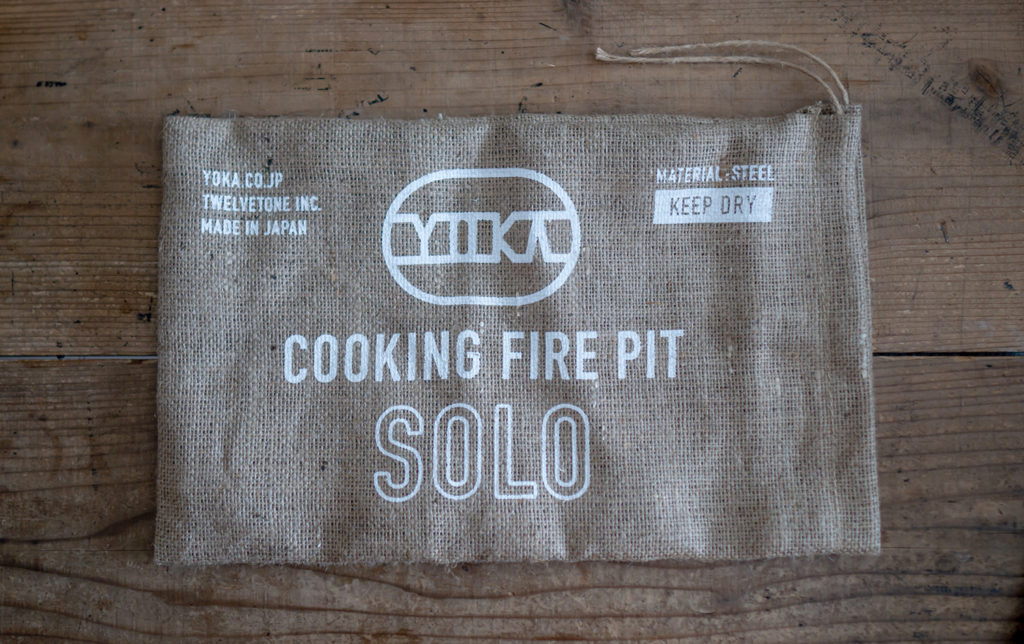 YOKA.CO.JP
TWELVETONE INC.
MADE IN JAPAN
YOKA
MATERIAL:STEEL
KEEP DRY
COOKING FIRE PIT
SOLO